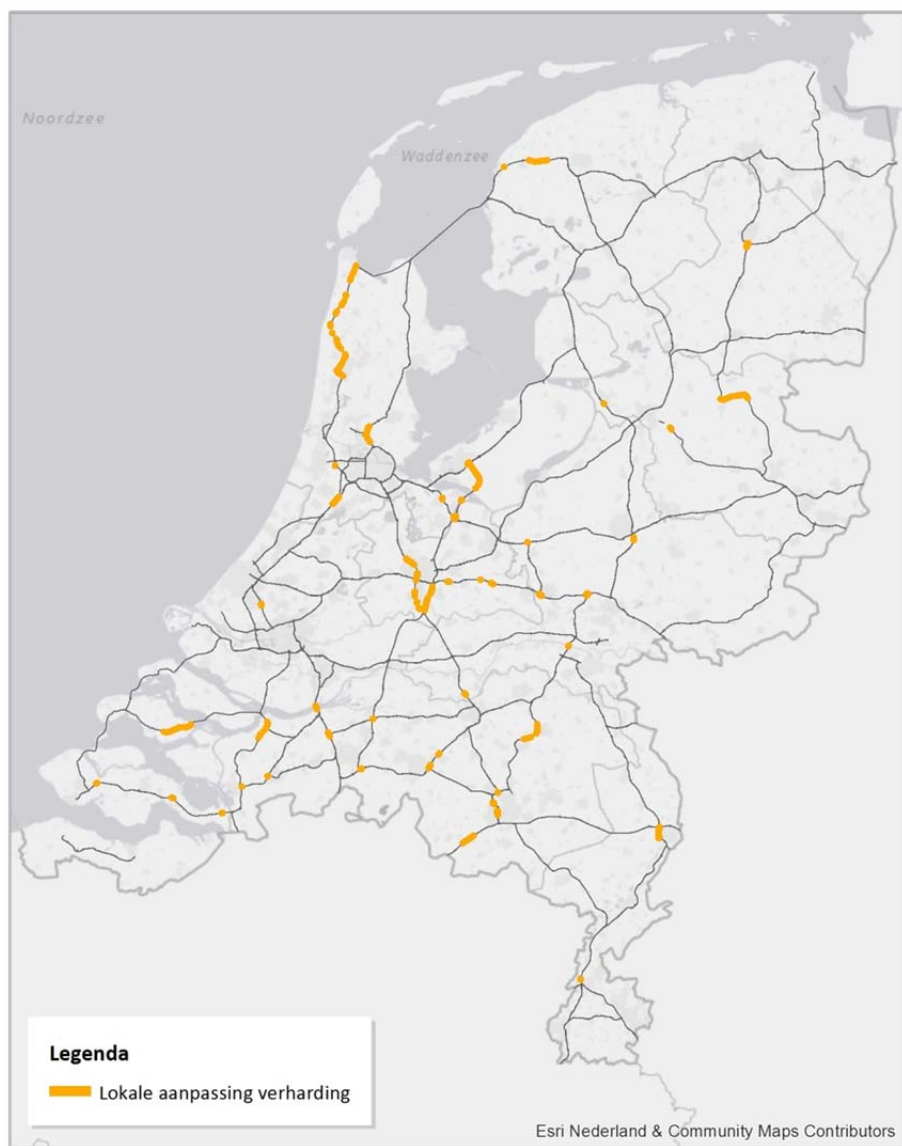 Noordzee
Waddenzee
Legenda
Lokale aanpassing verharding
Esri Nederland & Community Maps Contributors